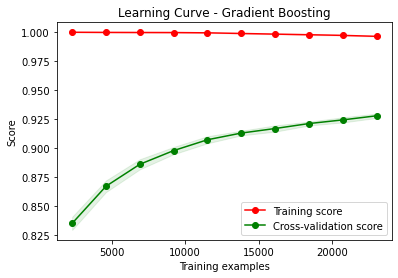 Learning Curve - Gradient Boosting
1.000
0.975
0.950
0.925
0.900
0.875
0.850
0.825
Score
Training score
Cross-validation score
5000 10000 15000 20000
Training examples